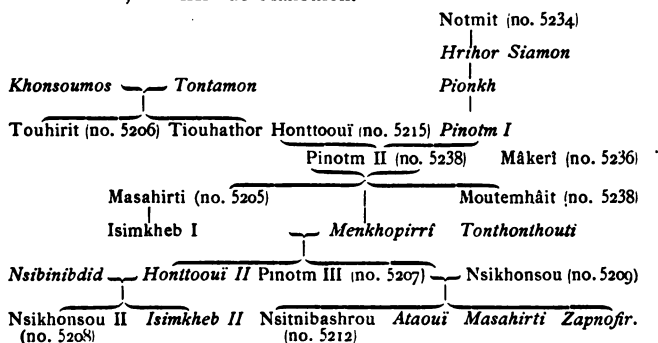 Notmit (no. 5234)
Hrihor Siamon
Khonsoumos Tontamon Pionkh
Touhirit (no. 5206) Tiouhathor Honttoouï (no. 5215) Pinotm I
Pinotm II (no. 5238) Mâkerî (no. 5236)
Masahirti (no. 5205) Moutemhâit (no. 5238)
Isimkheb I Menkhopirrî Tonthonthouti
Nsibinibdid Honttoouï II Pinotm III (no. 5207) Nsikhonsou (no. 5209)
Nsikhonsou II Isimkheb II Nsitnibashrou Ataouï Masahirti Zapnofir.
(no. 5208) (no. 5212)